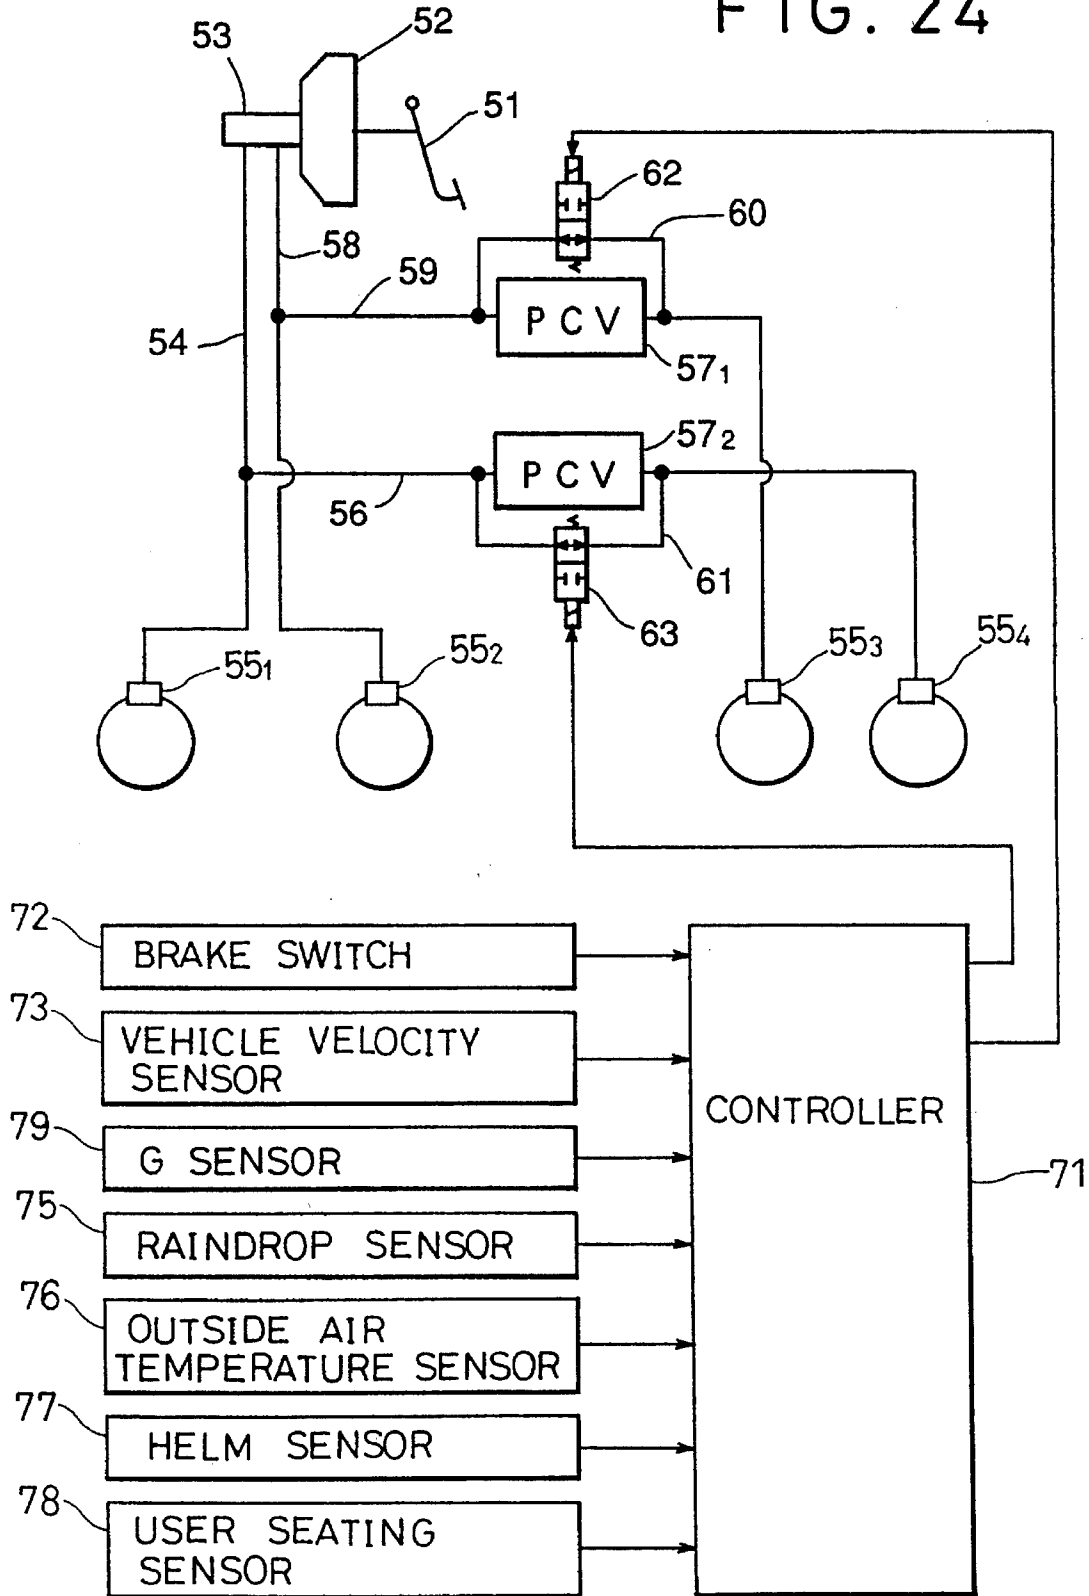 FIG. 24
52
53
51
62
60
58
59
54
PCV
57₁
57₂
PCV
56
61
63
55₁
55₂
55₃
55₄
72
BRAKE SWITCH
73
VEHICLE VELOCITY
SENSOR
CONTROLLER
79
G SENSOR
71
75
RAINDROP SENSOR
76
OUTSIDE AIR
TEMPERATURE SENSOR
77
HELM SENSOR
78
USER SEATING
SENSOR